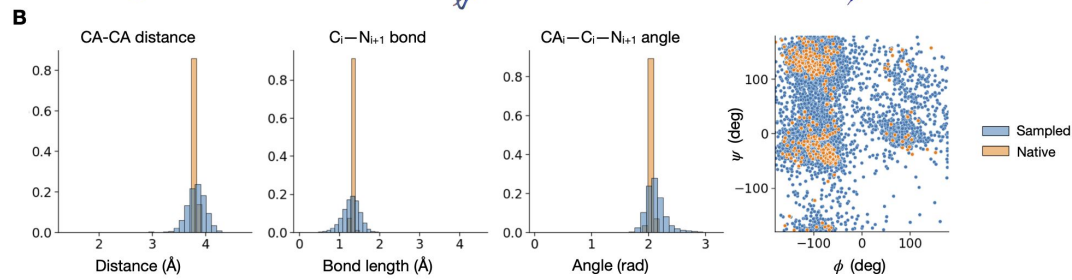 B
CA-CA distance
0.8
0.6
0.4
0.2
0.0
2 3 4
Distance (Å)
Cᵢ—Nᵢ₊₁ bond
0.8
0.6
0.4
0.2
0.0
0 1 2 3 4
Bond length (Å)
CAᵢ—Cᵢ—Nᵢ₊₁ angle
0.8
0.6
0.4
0.2
0.0
0 1 2 3
Angle (rad)
100
0
−100
ψ (deg)
−100 0 100
ϕ (deg)
Sampled
Native